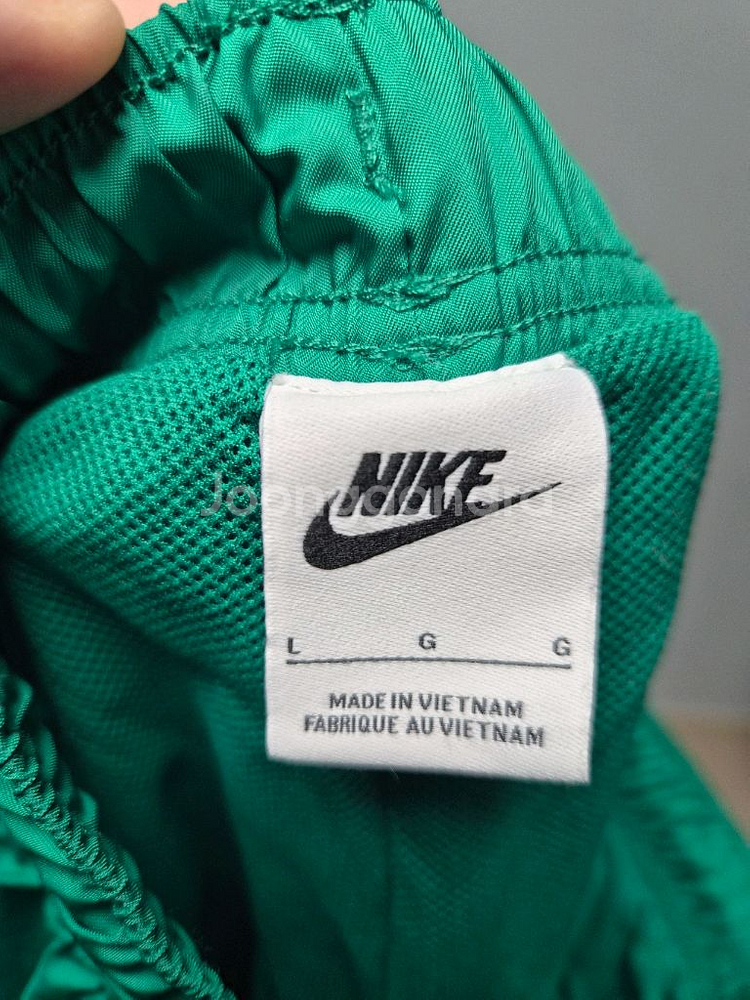 NIKE
L G G
MADE IN VIETNAM
FABRIQUE AU VIETNAM